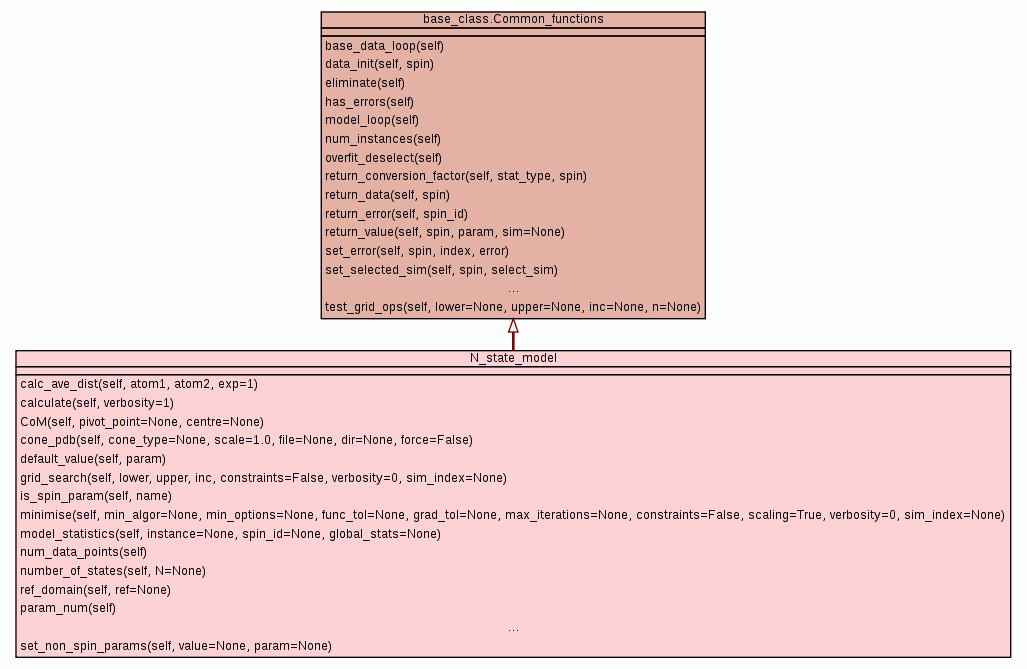 base_class.Common_functions
base_data_loop(self)
data_init(self, spin)
eliminate(self)
has_errors(self)
model_loop(self)
num_instances(self)
overfit_deselect(self)
return_conversion_factor(self, stat_type, spin)
return_data(self, spin)
return_error(self, spin_id)
return_value(self, spin, param, sim=None)
set_error(self, spin, index, error)
set_selected_sim(self, spin, select_sim)
...
test_grid_ops(self, lower=None, upper=None, inc=None, n=None)
N_state_model
calc_ave_dist(self, atom1, atom2, exp=1)
calculate(self, verbosity=1)
CoM(self, pivot_point=None, centre=None)
cone_pdb(self, cone_type=None, scale=1.0, file=None, dir=None, force=False)
default_value(self, param)
grid_search(self, lower, upper, inc, constraints=False, verbosity=0, sim_index=None)
is_spin_param(self, name)
minimise(self, min_algor=None, min_options=None, func_tol=None, grad_tol=None, max_iterations=None, constraints=False, scaling=True, verbosity=0, sim_index=None)
model_statistics(self, instance=None, spin_id=None, global_stats=None)
num_data_points(self)
number_of_states(self, N=None)
ref_domain(self, ref=None)
param_num(self)
...
set_non_spin_params(self, value=None, param=None)